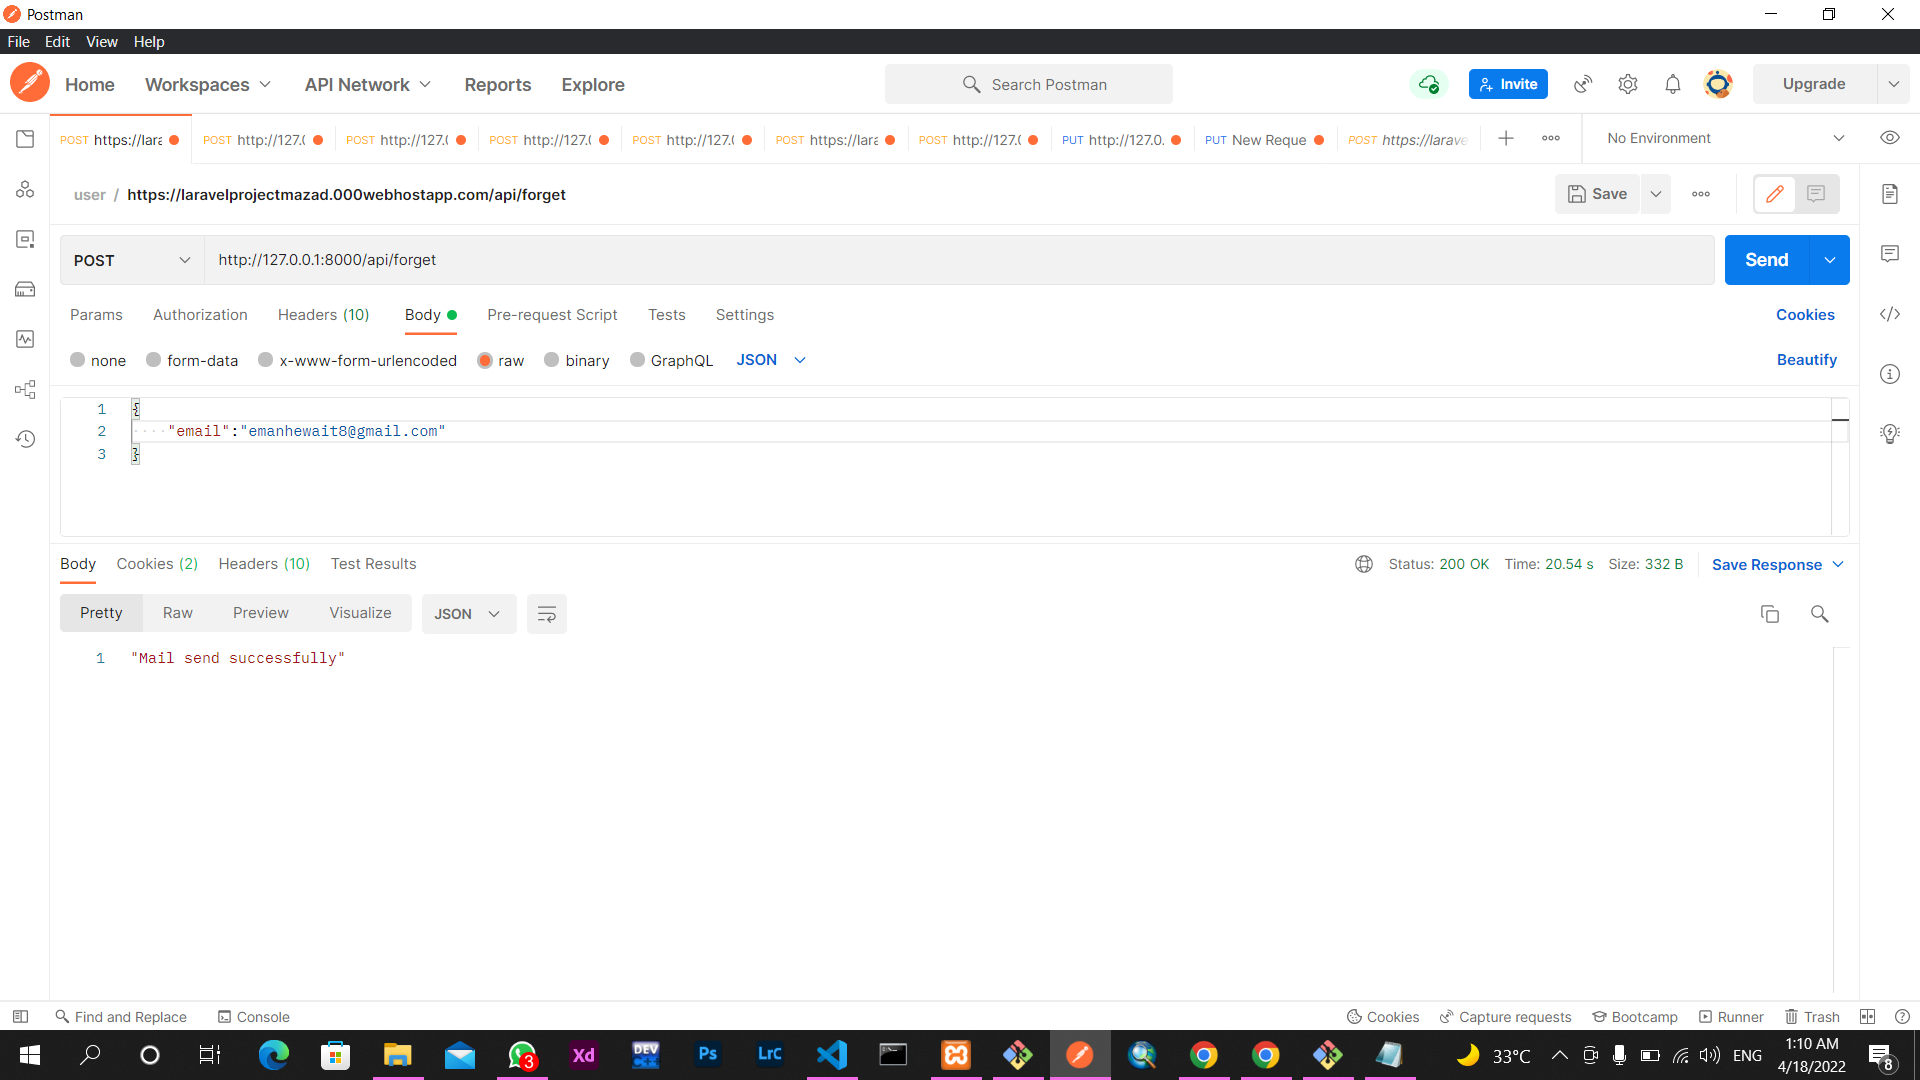 Postman
File Edit View Help
Home Workspaces API Network Reports Explore Search Postman Invite Upgrade
POST https://lara POST http://127.( POST http://127.( POST http://127.( POST http://127.( POST https://lara POST http://127.( PUT http://127.0. PUT New Reque POST https://larave No Environment
user / https://laravelprojectmazad.000webhostapp.com/api/forget Save
POST http://127.0.0.1:8000/api/forget Send
Params Authorization Headers (10) Body Pre-request Script Tests Settings Cookies
none form-data x-www-form-urlencoded raw binary GraphQL JSON Beautify
1 {
2 "email":"emanhewait8@gmail.com"
3 }
Body Cookies (2) Headers (10) Test Results Status: 200 OK Time: 20.54 s Size: 332 B Save Response
Pretty Raw Preview Visualize JSON
1 "Mail send successfully"
Find and Replace Console Cookies Capture requests Bootcamp Runner Trash
3 Xd DEV C++ Ps LrC 33°C ENG 1:10 AM
4/18/2022 8